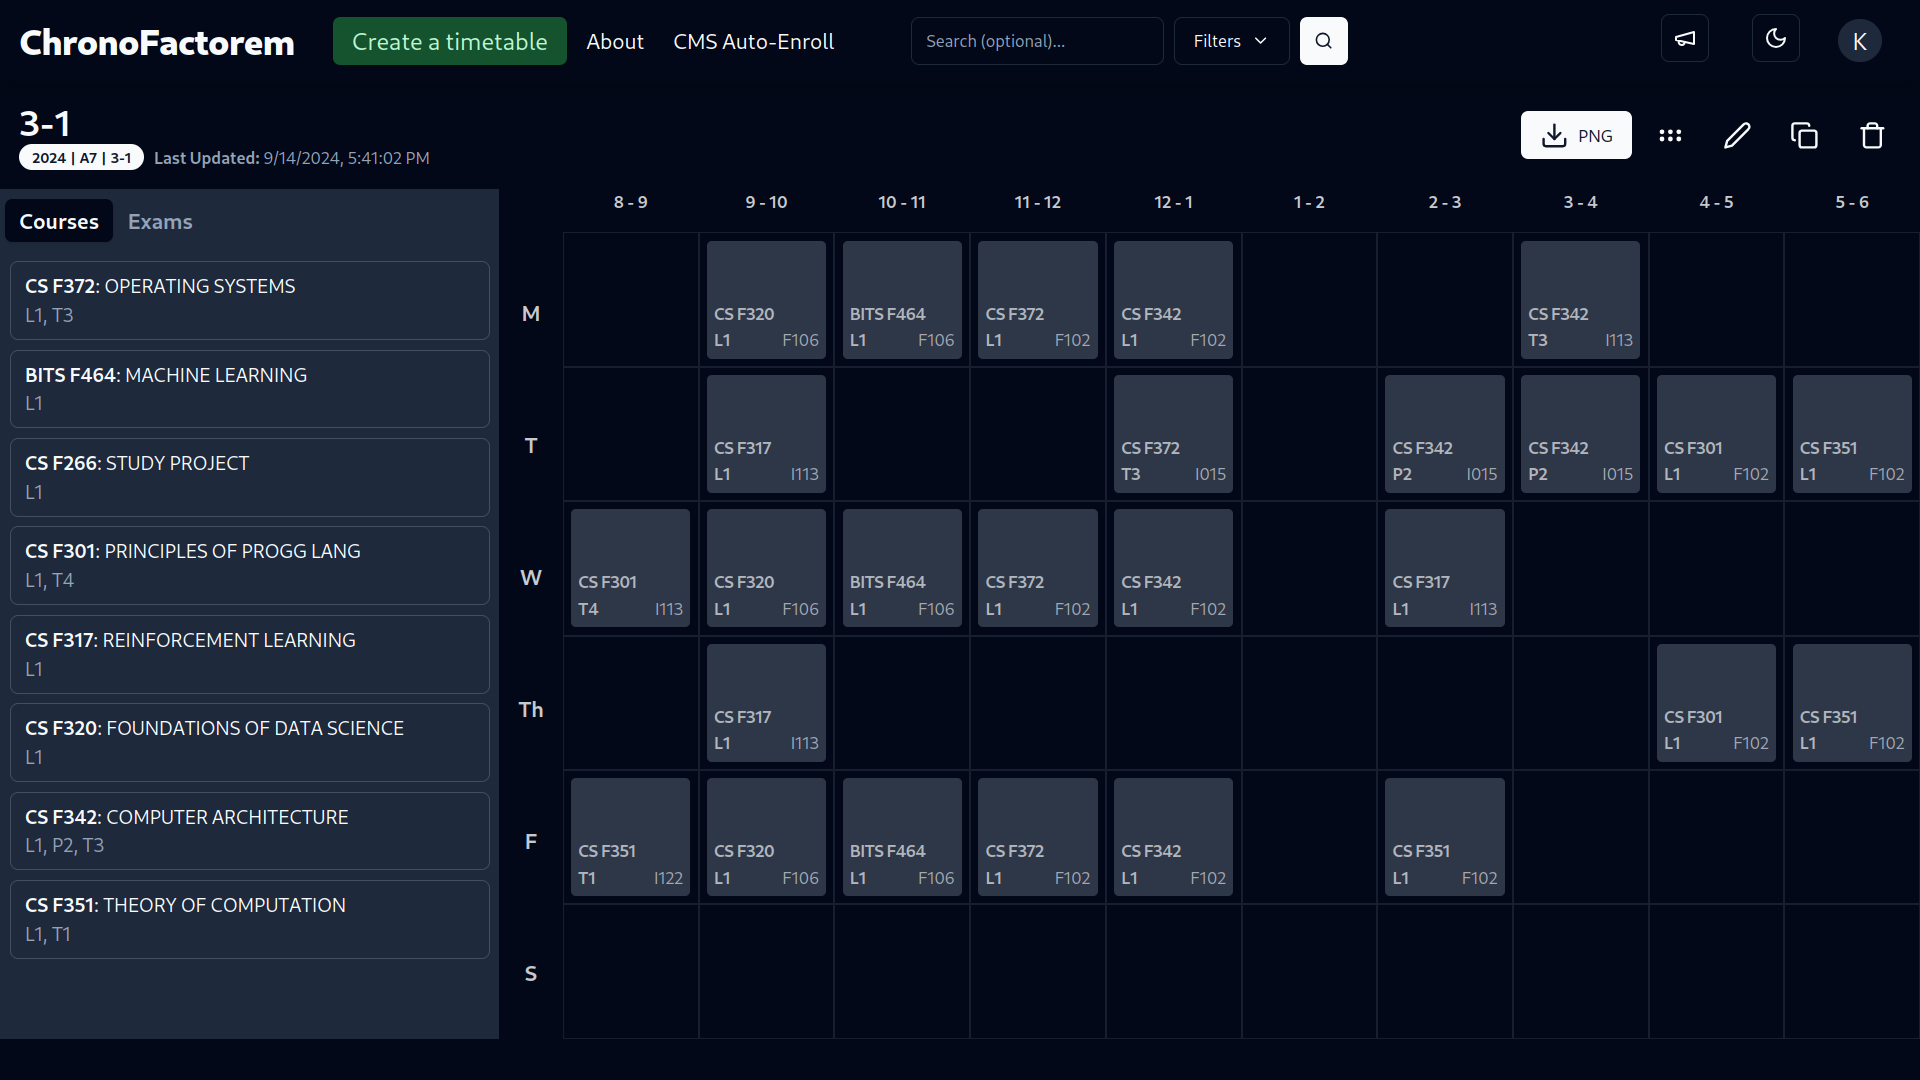 ChronoFactorem
Create a timetable
About
CMS Auto-Enroll
Search (optional)...
Filters
K
3-1
2024 | A7 | 3-1
Last Updated: 9/14/2024, 5:41:02 PM
PNG
Courses
Exams
CS F372: OPERATING SYSTEMS
L1, T3
BITS F464: MACHINE LEARNING
L1
CS F266: STUDY PROJECT
L1
CS F301: PRINCIPLES OF PROGG LANG
L1, T4
CS F317: REINFORCEMENT LEARNING
L1
CS F320: FOUNDATIONS OF DATA SCIENCE
L1
CS F342: COMPUTER ARCHITECTURE
L1, P2, T3
CS F351: THEORY OF COMPUTATION
L1, T1
8 - 9
9 - 10
10 - 11
11 - 12
12 - 1
1 - 2
2 - 3
3 - 4
4 - 5
5 - 6
M
CS F320
L1 F106
BITS F464
L1 F106
CS F372
L1 F102
CS F342
L1 F102
CS F342
T3 I113
T
CS F317
L1 I113
CS F372
T3 I015
CS F342
P2 I015
CS F342
P2 I015
CS F301
L1 F102
CS F351
L1 F102
W
CS F301
T4 I113
CS F320
L1 F106
BITS F464
L1 F106
CS F372
L1 F102
CS F342
L1 F102
CS F317
L1 I113
Th
CS F317
L1 I113
CS F301
L1 F102
CS F351
L1 F102
F
CS F351
T1 I122
CS F320
L1 F106
BITS F464
L1 F106
CS F372
L1 F102
CS F342
L1 F102
CS F351
L1 F102
S